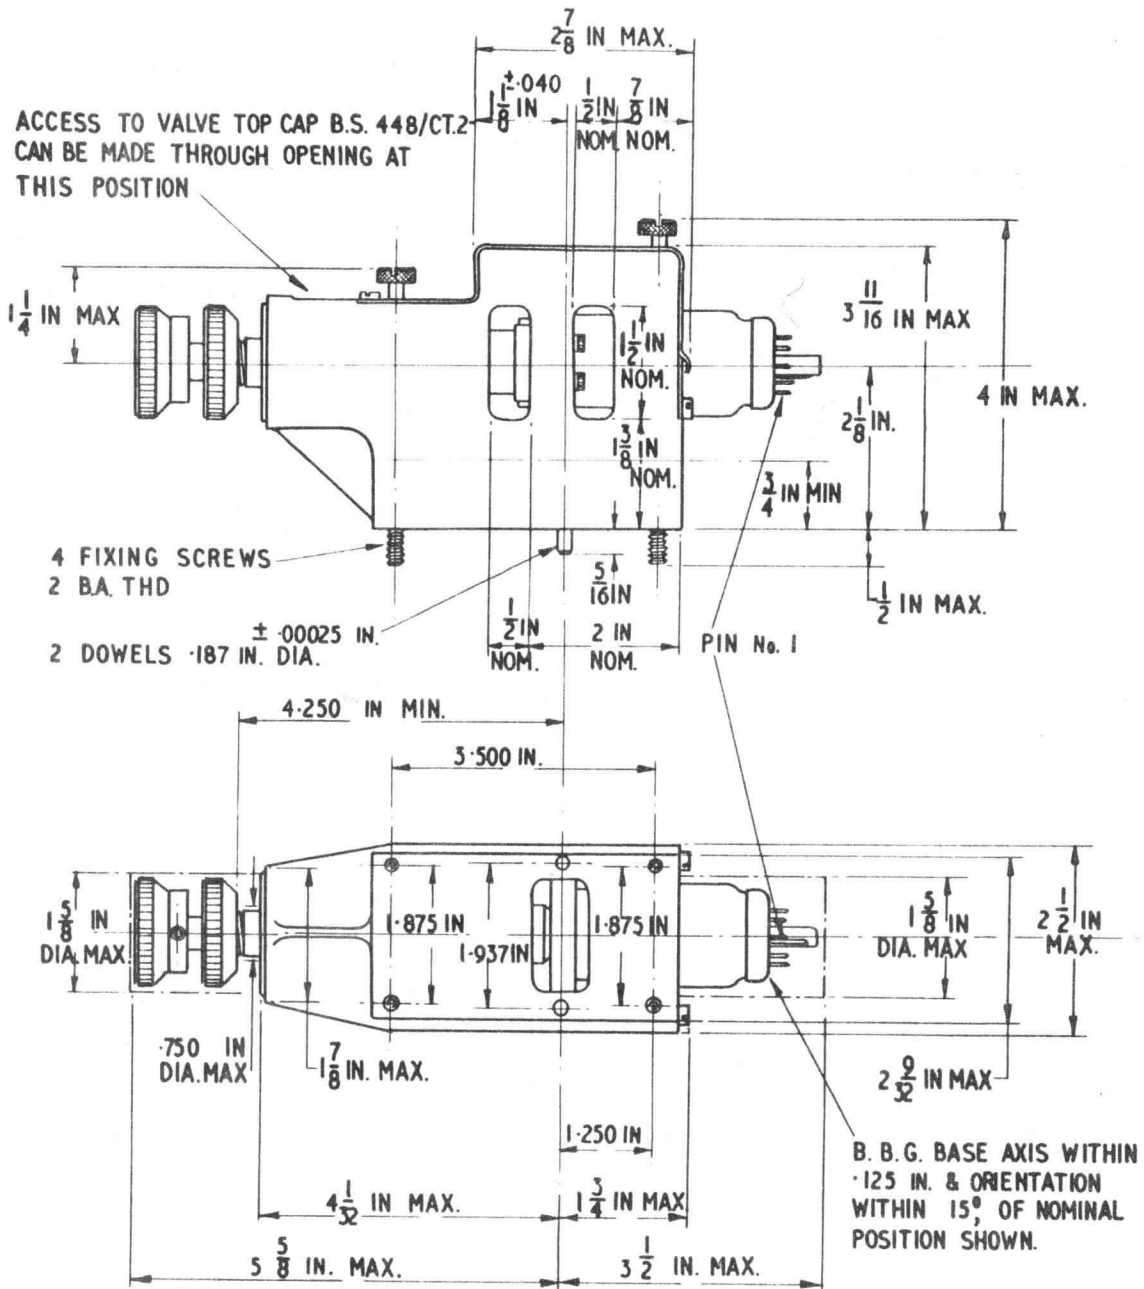 2 7/8 IN MAX.
1 1/8 ±.040 IN
1/2 IN NOM.
7/8 IN NOM.
ACCESS TO VALVE TOP CAP B.S. 448/CT.2
CAN BE MADE THROUGH OPENING AT
THIS POSITION
1 1/4 IN MAX
1 1/2 IN NOM.
1 3/8 IN NOM.
3 11/16 IN MAX
4 IN MAX.
2 1/8 IN.
3/4 IN MIN
4 FIXING SCREWS
2 B.A. THD
5/16 IN
1/2 IN MAX.
± .00025 IN.
2 DOWELS .187 IN. DIA.
1/2 IN NOM.
2 IN NOM.
PIN No. 1
4.250 IN MIN.
3.500 IN.
1 5/8 IN
DIA. MAX
1.875 IN
1.937 IN
1.875 IN
1 5/8 IN
DIA. MAX
2 1/2 IN
MAX.
.750 IN
DIA. MAX
1 7/8 IN. MAX.
2 9/32 IN MAX
1.250 IN
B. B. G. BASE AXIS WITHIN
.125 IN. & ORIENTATION
WITHIN 15°, OF NOMINAL
POSITION SHOWN.
4 1/32 IN MAX.
1 3/4 IN MAX
5 5/8 IN. MAX.
3 1/2 IN. MAX.